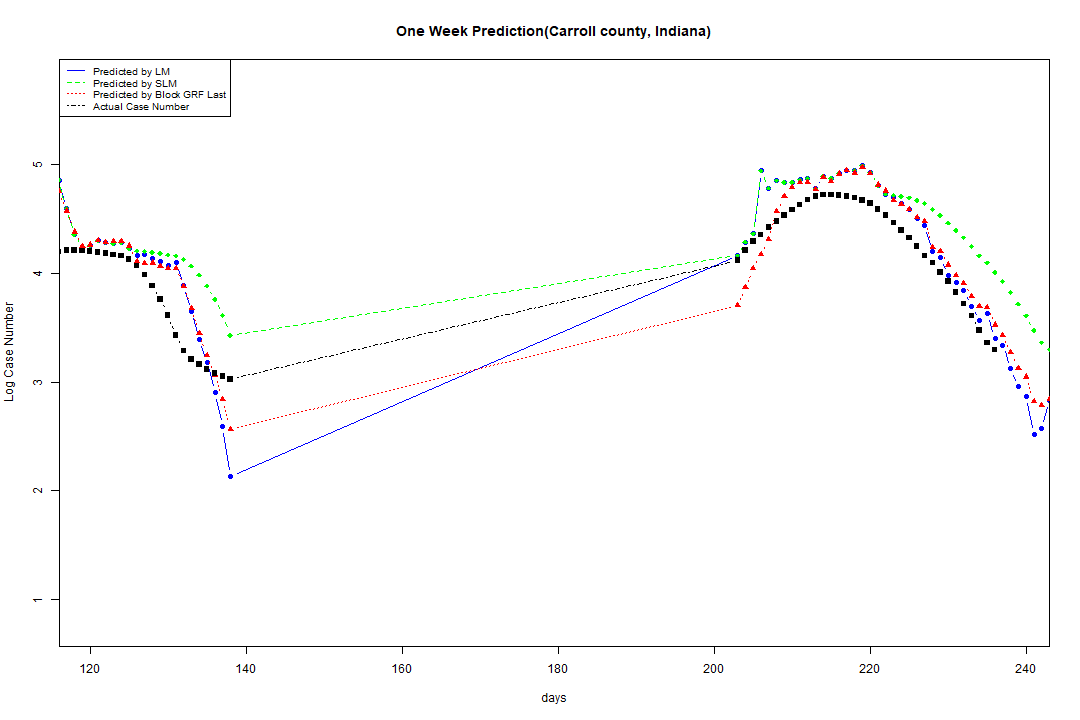 One Week Prediction(Carroll county, Indiana)
Predicted by LM
Predicted by SLM
Predicted by Block GRF Last
Actual Case Number
5
4
3
2
1
Log Case Number
120 140 160 180 200 220 240
days